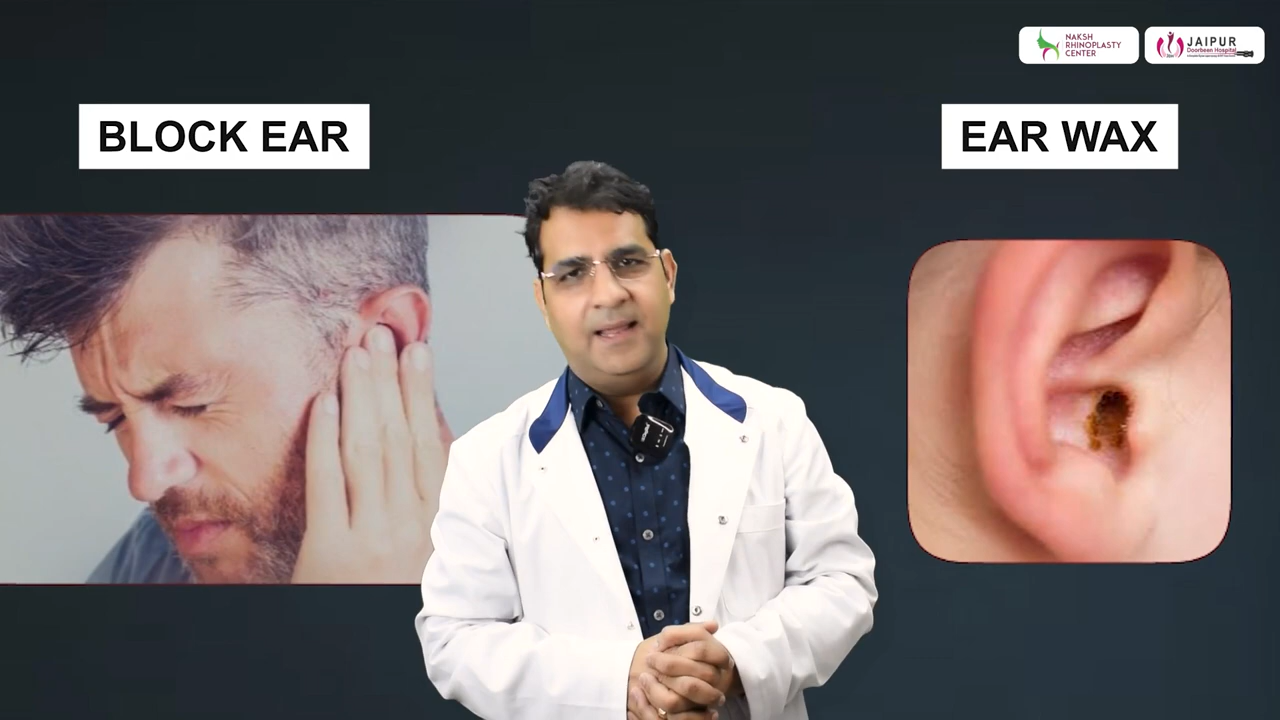 NAKSH
RHINOPLASTY
CENTER
JAIPUR
Doorbeen Hospital
BLOCK EAR
EAR WAX